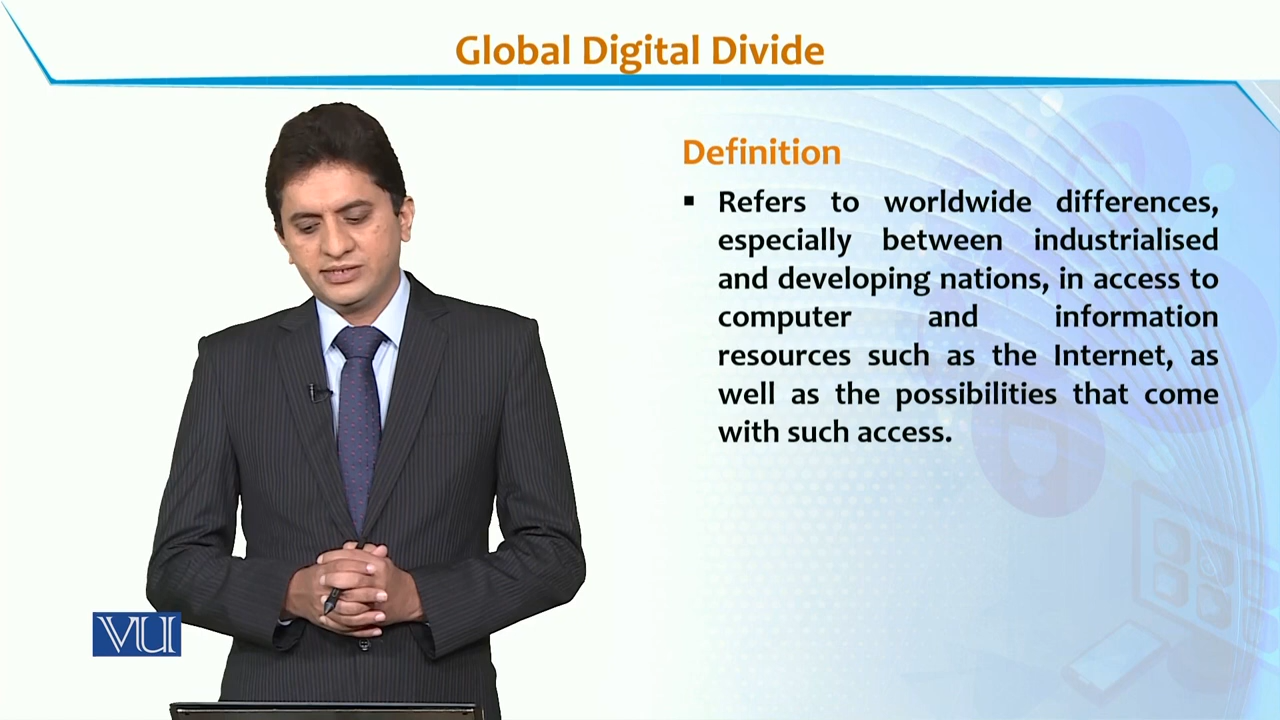 Global Digital Divide
Definition
▪ Refers to worldwide differences,
especially between industrialised
and developing nations, in access to
computer and information
resources such as the Internet, as
well as the possibilities that come
with such access.
VU